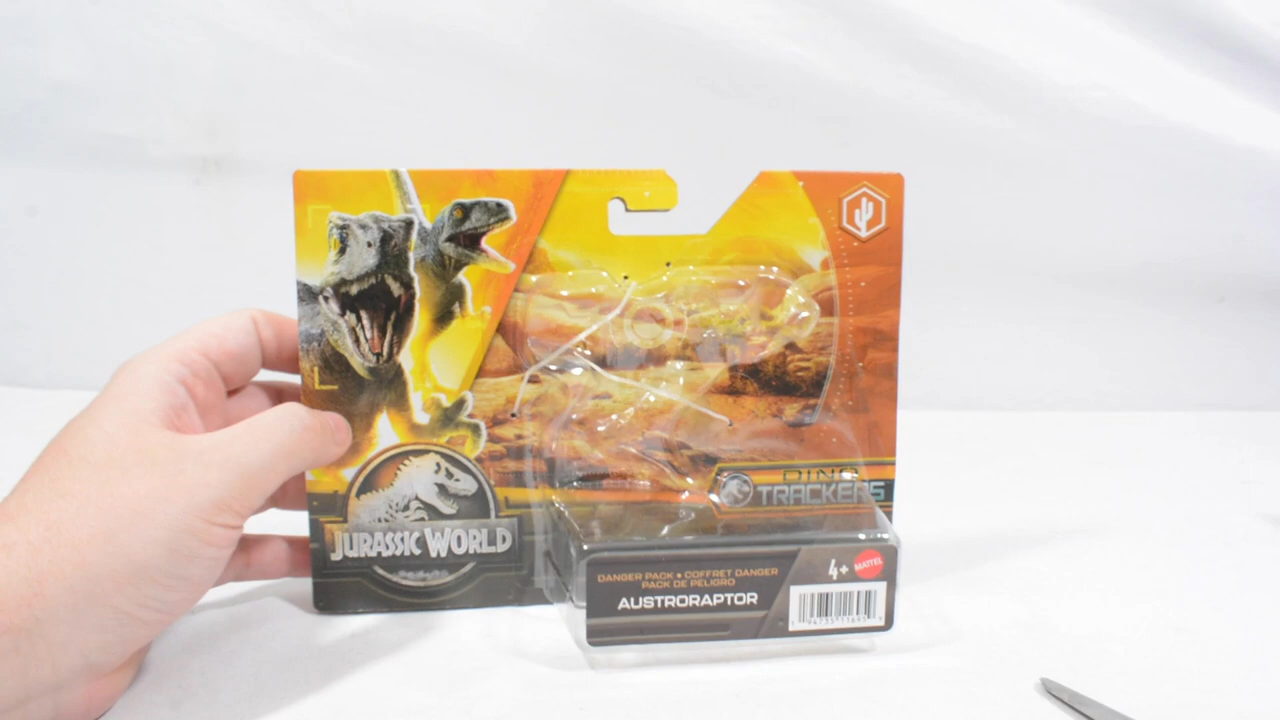 JURASSIC WORLD
DINO
TRACKERS
DANGER PACK • COFFRET DANGER
PACK DE PELIGRO
AUSTRORAPTOR
4+
MATTEL